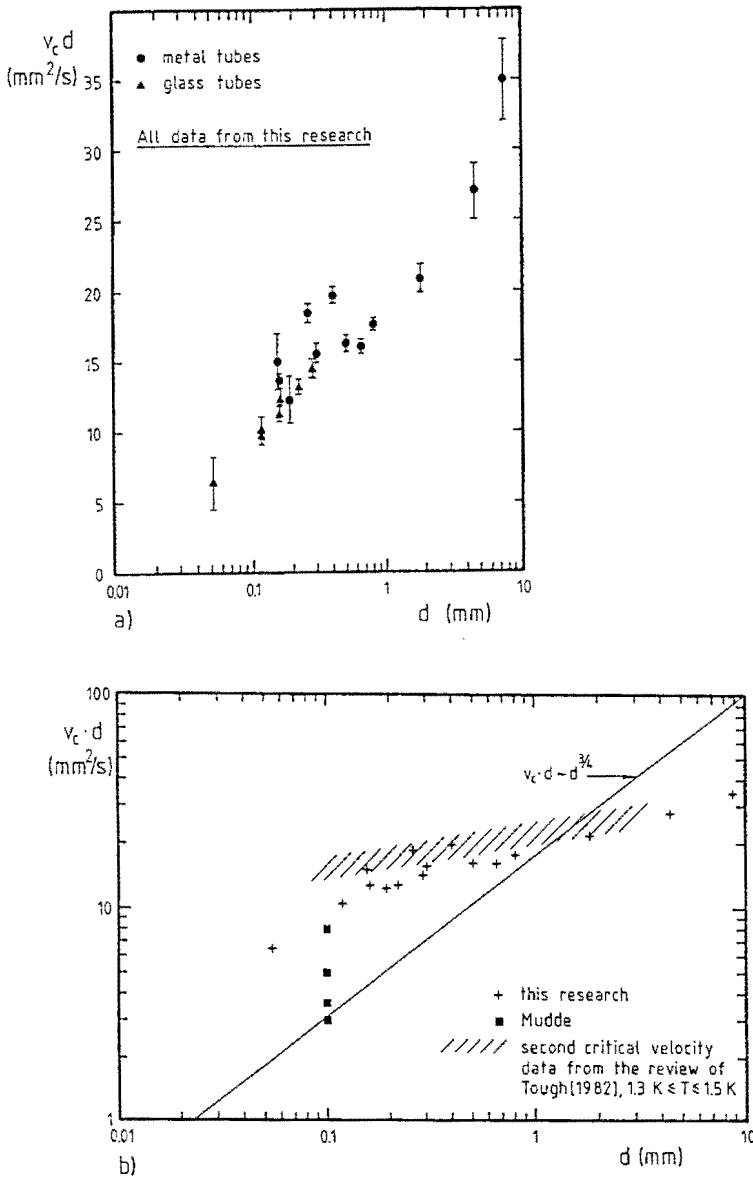 v_c d
(mm²/s)
● metal tubes
▲ glass tubes
All data from this research
35
30
25
20
15
10
5
0
0.01
0.1
1
10
a)
d (mm)
100
v_c · d
(mm²/s)
v_c · d ~ d^¾
10
+ this research
■ Mudde
second critical velocity
data from the review of
Tough[1982], 1.3 K ≤ T ≤ 1.5 K
1
0.01
0.1
1
10
b)
d (mm)